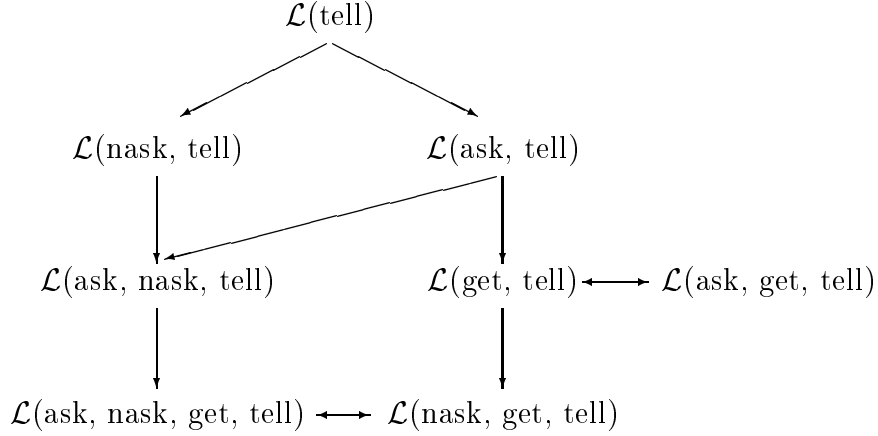 ℒ(tell)
ℒ(nask, tell) ℒ(ask, tell)
ℒ(ask, nask, tell) ℒ(get, tell) ℒ(ask, get, tell)
ℒ(ask, nask, get, tell) ℒ(nask, get, tell)